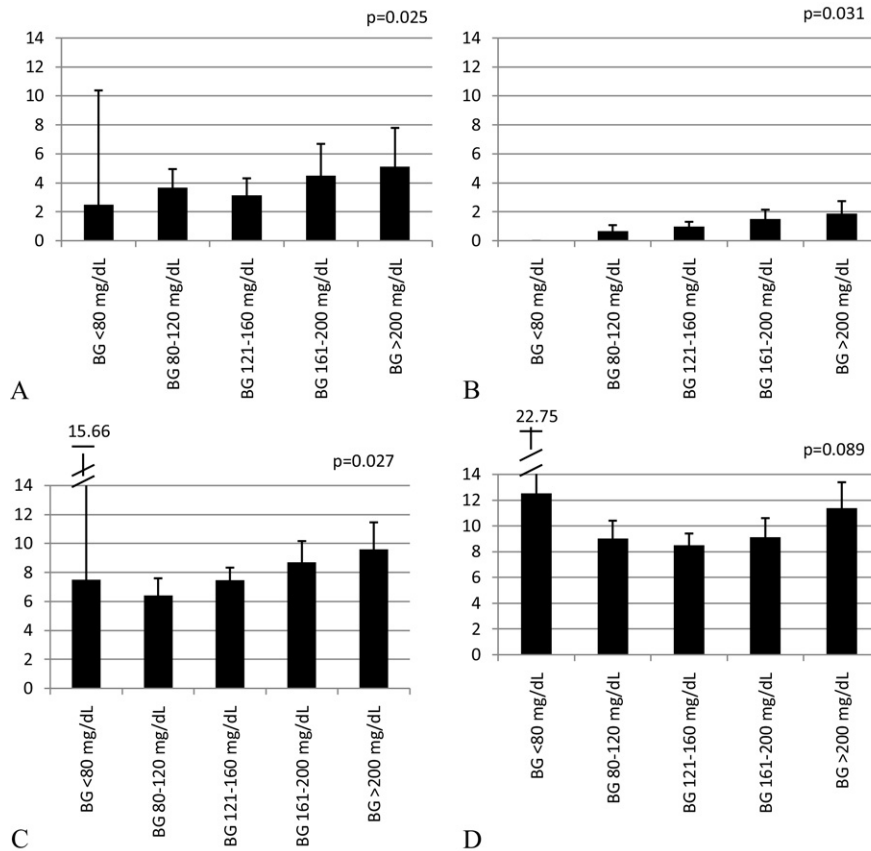 p=0.025
14
12
10
8
6
4
2
0
BG <80 mg/dL
BG 80-120 mg/dL
BG 121-160 mg/dL
BG 161-200 mg/dL
BG >200 mg/dL
A
p=0.031
14
12
10
8
6
4
2
0
BG <80 mg/dL
BG 80-120 mg/dL
BG 121-160 mg/dL
BG 161-200 mg/dL
BG >200 mg/dL
B
15.66
p=0.027
14
12
10
8
6
4
2
0
BG <80 mg/dL
BG 80-120 mg/dL
BG 121-160 mg/dL
BG 161-200 mg/dL
BG >200 mg/dL
C
22.75
p=0.089
14
12
10
8
6
4
2
0
BG <80 mg/dL
BG 80-120 mg/dL
BG 121-160 mg/dL
BG 161-200 mg/dL
BG >200 mg/dL
D